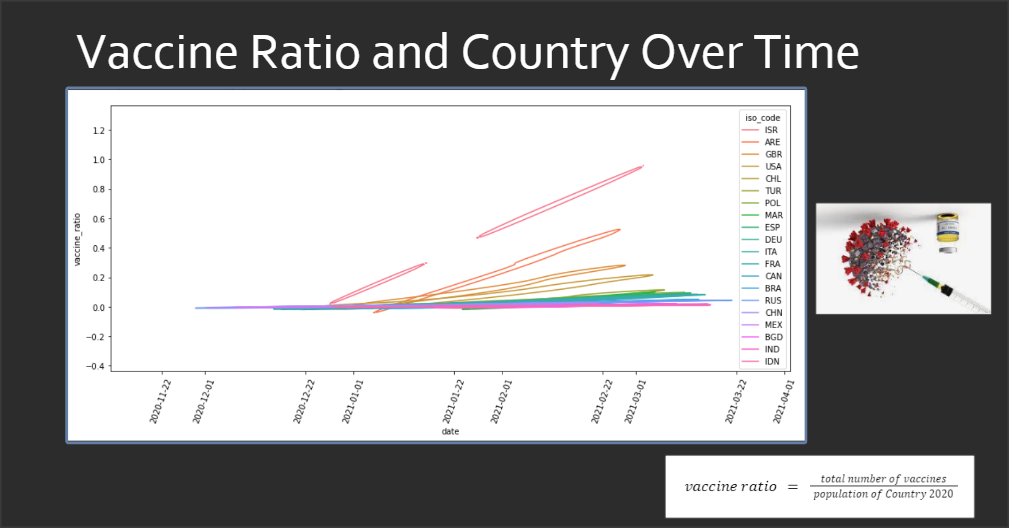 Vaccine Ratio and Country Over Time
iso_code
ISR
ARE
GBR
USA
CHL
TUR
POL
MAR
ESP
DEU
ITA
FRA
CAN
BRA
RUS
CHN
MEX
BGD
IND
IDN
1.2
1.0
0.8
0.6
0.4
0.2
0.0
−0.2
−0.4
vaccine_ratio
2020-11-22
2020-12-01
2020-12-22
2021-01-01
2021-01-22
2021-02-01
2021-02-22
2021-03-01
2021-03-22
2021-04-01
date
vaccine ratio = total number of vaccines
population of Country 2020